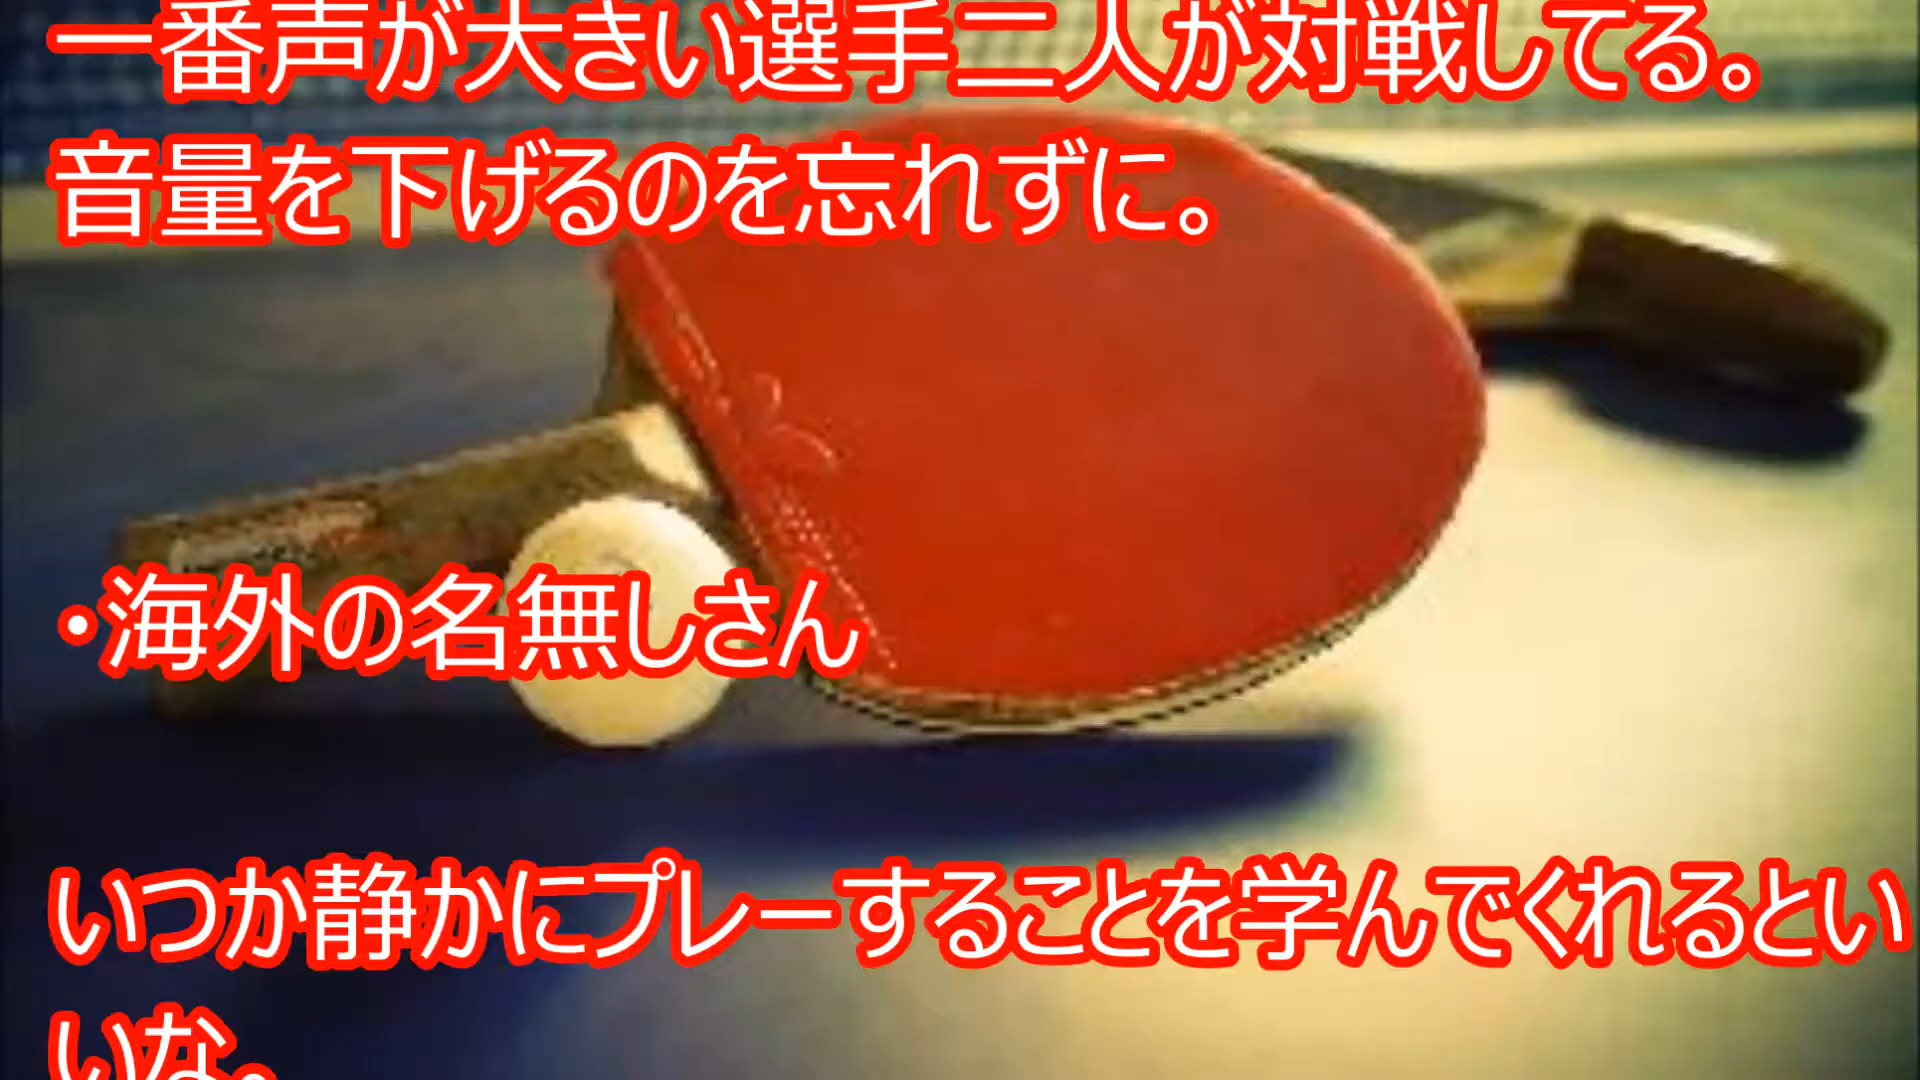 一番声が大きい選手二人が対戦してる。
音量を下げるのを忘れずに。
・海外の名無しさん
いつか静かにプレーすることを学んでくれるとい
いな。